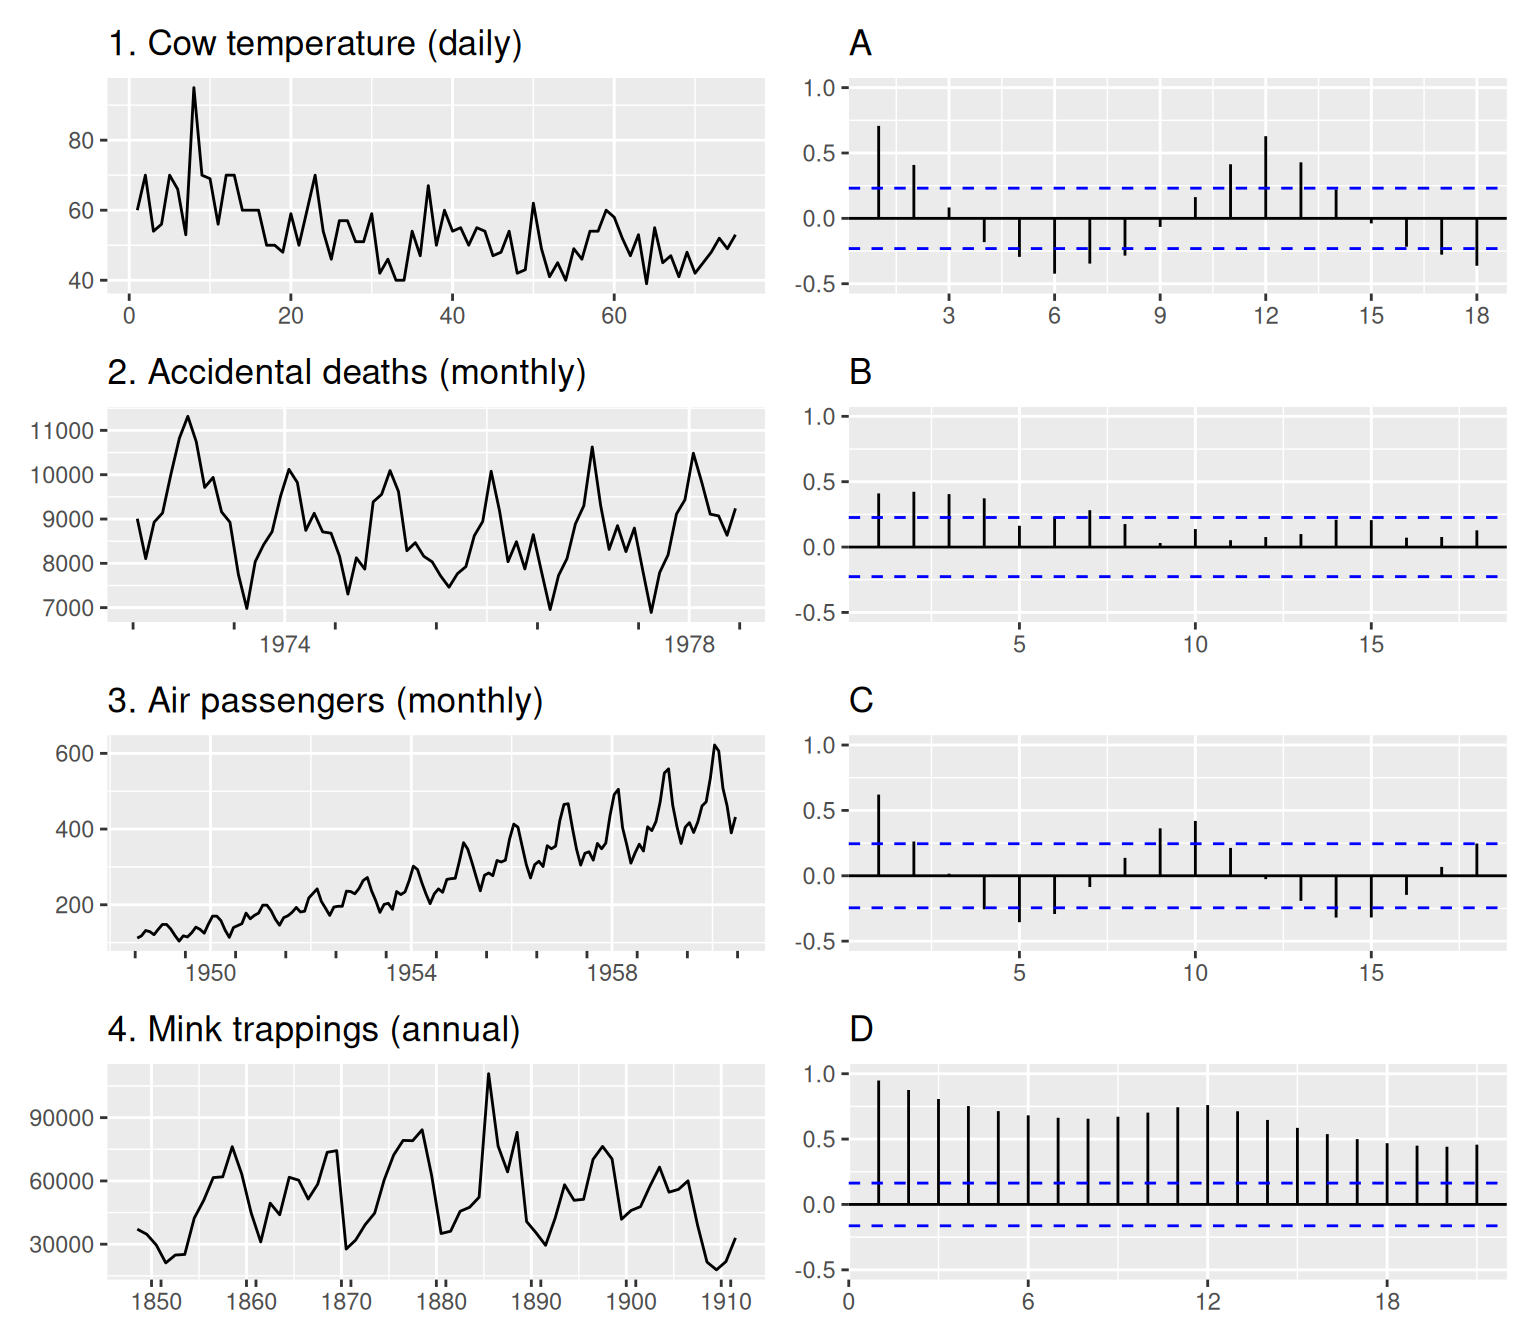 1. Cow temperature (daily)
80
60
40
0 20 40 60
A
1.0
0.5
0.0
-0.5
3 6 9 12 15 18
2. Accidental deaths (monthly)
11000
10000
9000
8000
7000
1974 1978
B
1.0
0.5
0.0
-0.5
5 10 15
3. Air passengers (monthly)
600
400
200
1950 1954 1958
C
1.0
0.5
0.0
-0.5
5 10 15
4. Mink trappings (annual)
90000
60000
30000
1850 1860 1870 1880 1890 1900 1910
D
1.0
0.5
0.0
-0.5
0 6 12 18